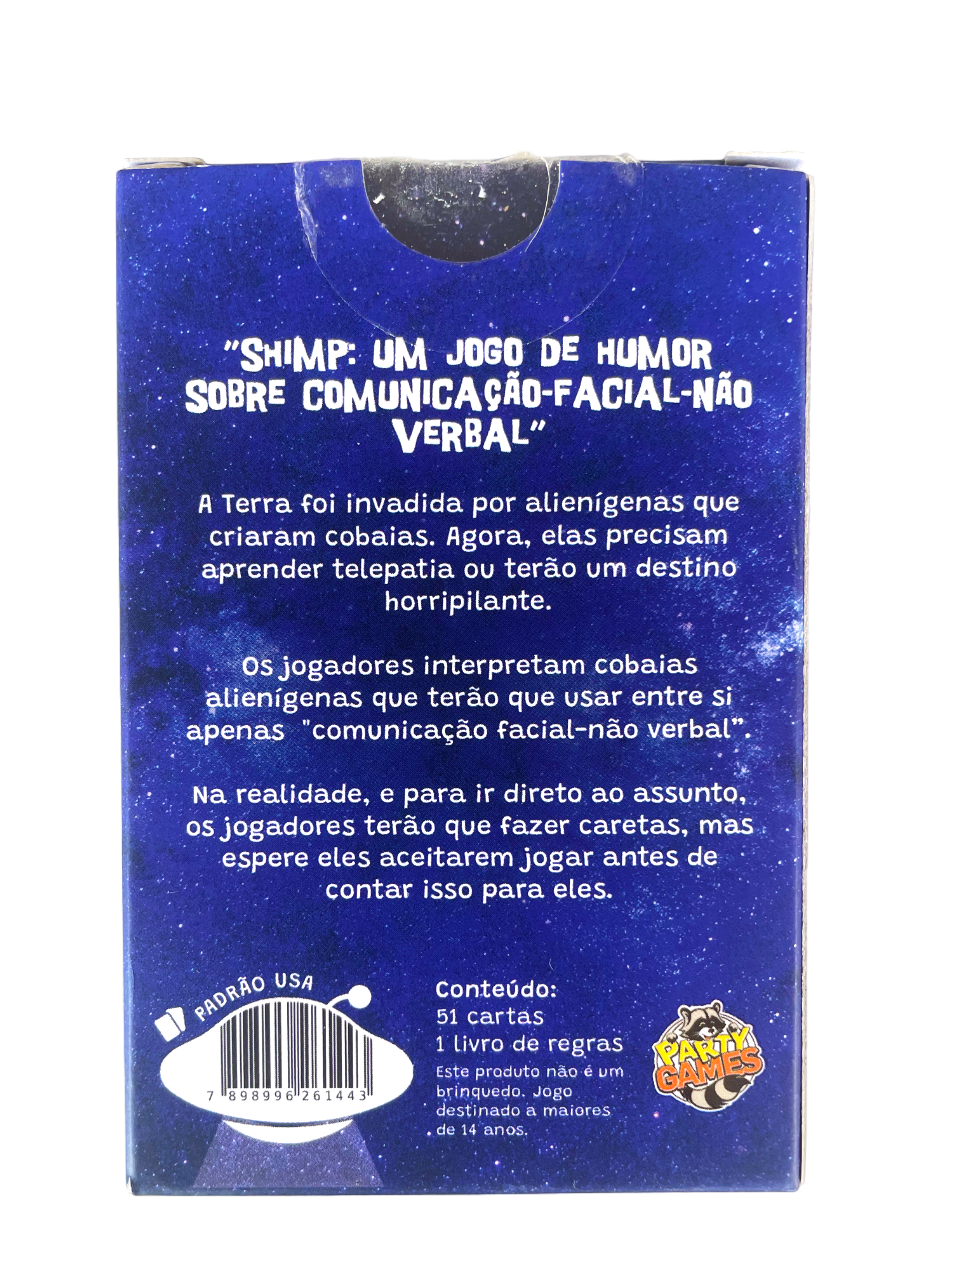 "SHIMP: UM JOGO DE HUMOR
SOBRE COMUNICAÇÃO-FACIAL-NÃO
VERBAL"
A Terra foi invadida por alienígenas que
criaram cobaias. Agora, elas precisam
aprender telepatia ou terão um destino
horripilante.
Os jogadores interpretam cobaias
alienígenas que terão que usar entre si
apenas "comunicação facial-não verbal”.
Na realidade, e para ir direto ao assunto,
os jogadores terão que fazer caretas, mas
espere eles aceitarem jogar antes de
contar isso para eles.
PADRÃO USA
7 898996 261443
Conteúdo:
51 cartas
1 livro de regras
Este produto não é um
brinquedo. Jogo
destinado a maiores
de 14 anos.
PARTY
GAMES